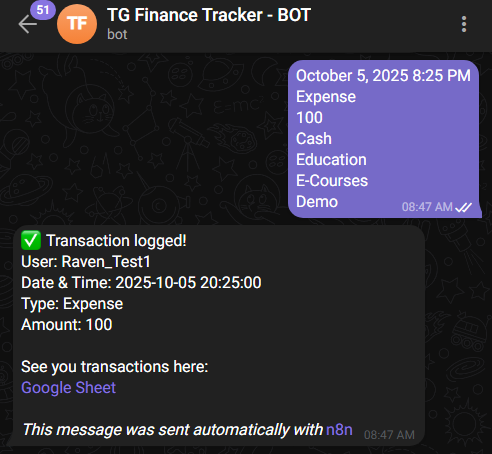 51
TF
TG Finance Tracker - BOT
bot
October 5, 2025 8:25 PM
Expense
100
Cash
Education
E-Courses
Demo
08:47 AM
✅ Transaction logged!
User: Raven_Test1
Date & Time: 2025-10-05 20:25:00
Type: Expense
Amount: 100
See you transactions here:
Google Sheet
This message was sent automatically with n8n
08:47 AM